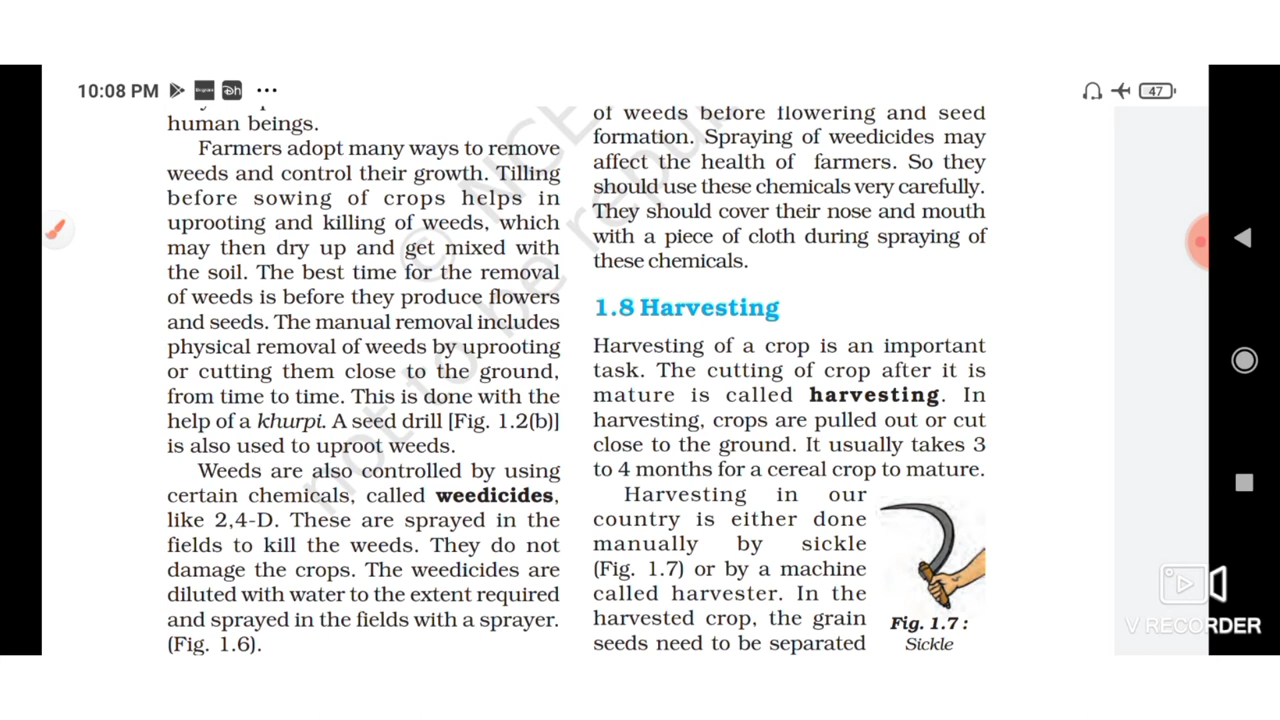 10:08 PM
47
human beings.
Farmers adopt many ways to remove
weeds and control their growth. Tilling
before sowing of crops helps in
uprooting and killing of weeds, which
may then dry up and get mixed with
the soil. The best time for the removal
of weeds is before they produce flowers
and seeds. The manual removal includes
physical removal of weeds by uprooting
or cutting them close to the ground,
from time to time. This is done with the
help of a khurpi. A seed drill [Fig. 1.2(b)]
is also used to uproot weeds.
Weeds are also controlled by using
certain chemicals, called weedicides,
like 2,4-D. These are sprayed in the
fields to kill the weeds. They do not
damage the crops. The weedicides are
diluted with water to the extent required
and sprayed in the fields with a sprayer.
(Fig. 1.6).
of weeds before flowering and seed
formation. Spraying of weedicides may
affect the health of farmers. So they
should use these chemicals very carefully.
They should cover their nose and mouth
with a piece of cloth during spraying of
these chemicals.
1.8 Harvesting
Harvesting of a crop is an important
task. The cutting of crop after it is
mature is called harvesting. In
harvesting, crops are pulled out or cut
close to the ground. It usually takes 3
to 4 months for a cereal crop to mature.
Harvesting in our
country is either done
manually by sickle
(Fig. 1.7) or by a machine
called harvester. In the
harvested crop, the grain
seeds need to be separated
Fig. 1.7 :
Sickle
© NCE
not to be repu
V RECORDER